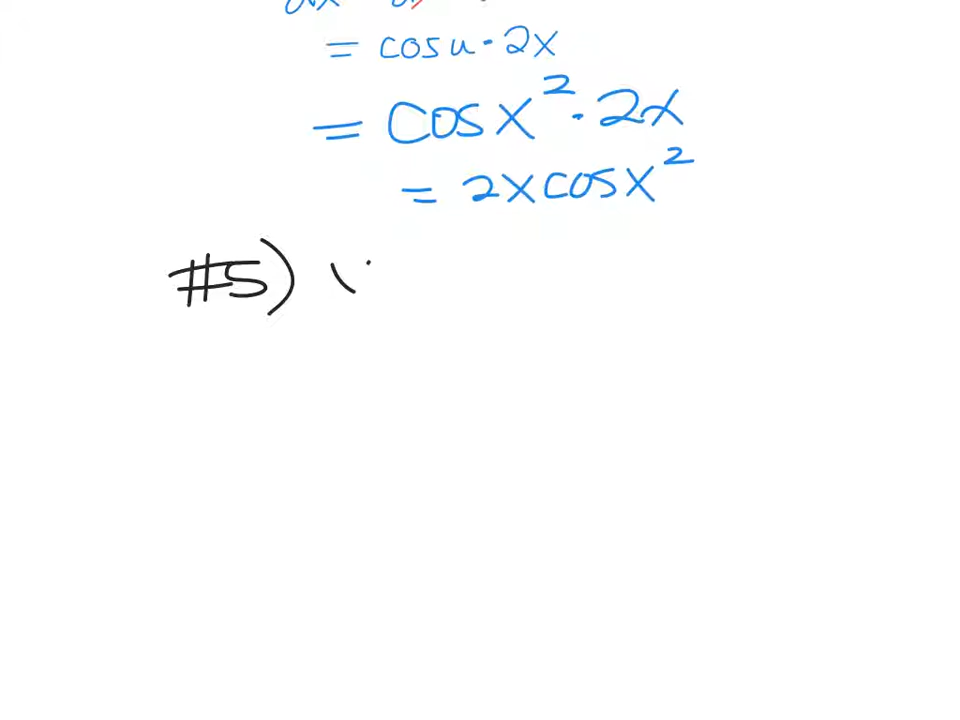 = cos u · 2x
= cos x² · 2x
= 2x cos x²
#5)